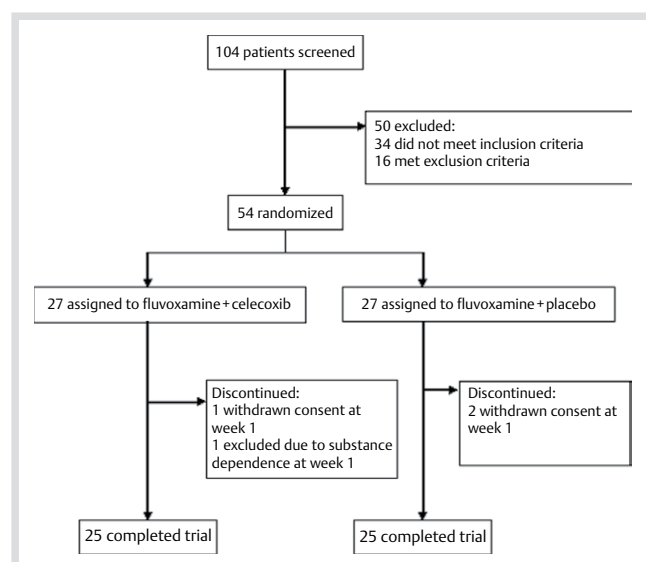 104 patients screened
50 excluded:
34 did not meet inclusion criteria
16 met exclusion criteria
54 randomized
27 assigned to fluvoxamine+celecoxib
27 assigned to fluvoxamine+placebo
Discontinued:
1 withdrawn consent at
week 1
1 excluded due to substance
dependence at week 1
Discontinued:
2 withdrawn consent at
week 1
25 completed trial
25 completed trial